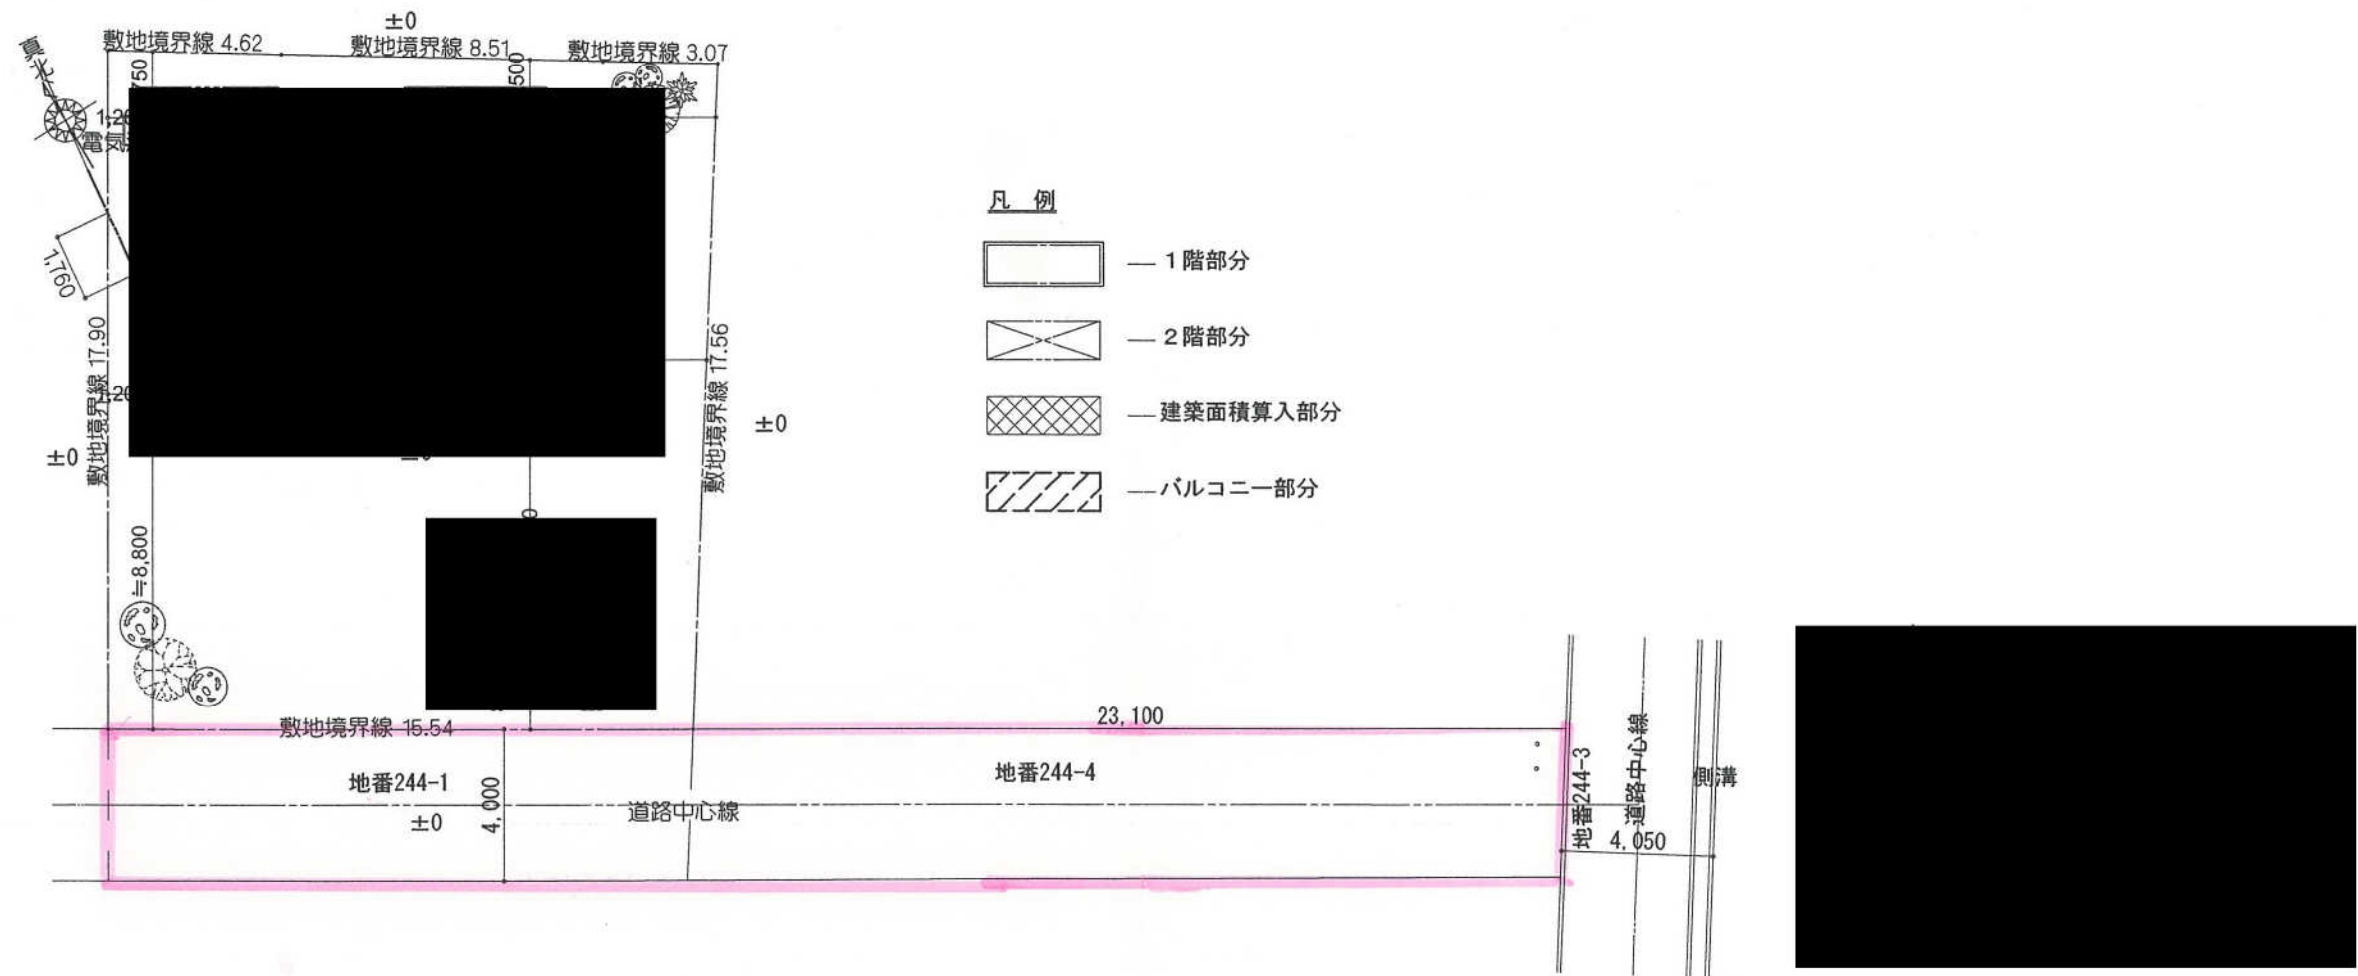 ±0
敷地境界線 4.62
敷地境界線 8.51
敷地境界線 3.07
真北
750
500
1,20
電気
1,760
敷地境界線 17.90
1,20
±0
敷地境界線 17.56
±0
凡 例
1階部分
2階部分
建築面積算入部分
バルコニー部分
≒8,800
0
敷地境界線 15.54
23,100
地番244-1
±0
4,000
道路中心線
地番244-4
地番244-3
道路中心線
4,050
側溝